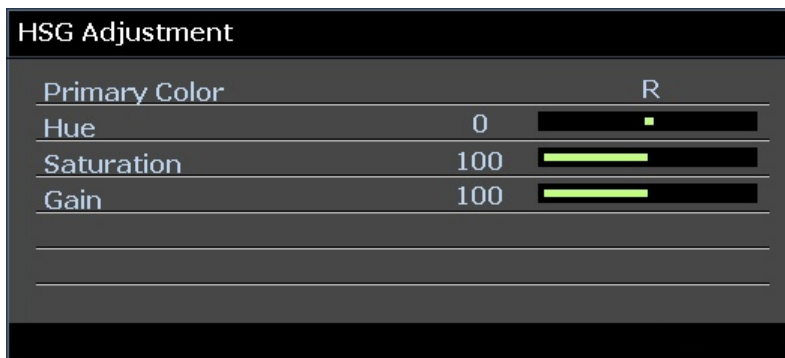 HSG Adjustment
Primary Color R
Hue 0
Saturation 100
Gain 100